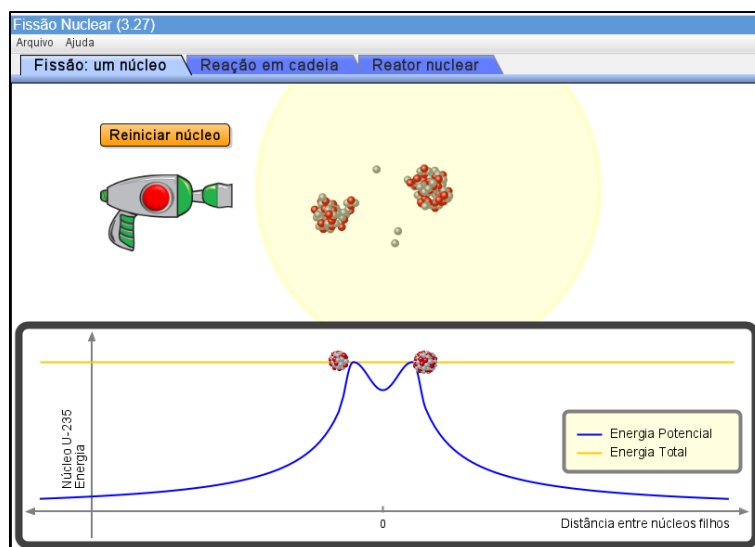 Fissão Nuclear (3.27)
Arquivo Ajuda
Fissão: um núcleo Reação em cadeia Reator nuclear
Reiniciar núcleo
Núcleo U-235
Energia
Energia Potencial
Energia Total
0
Distância entre núcleos filhos